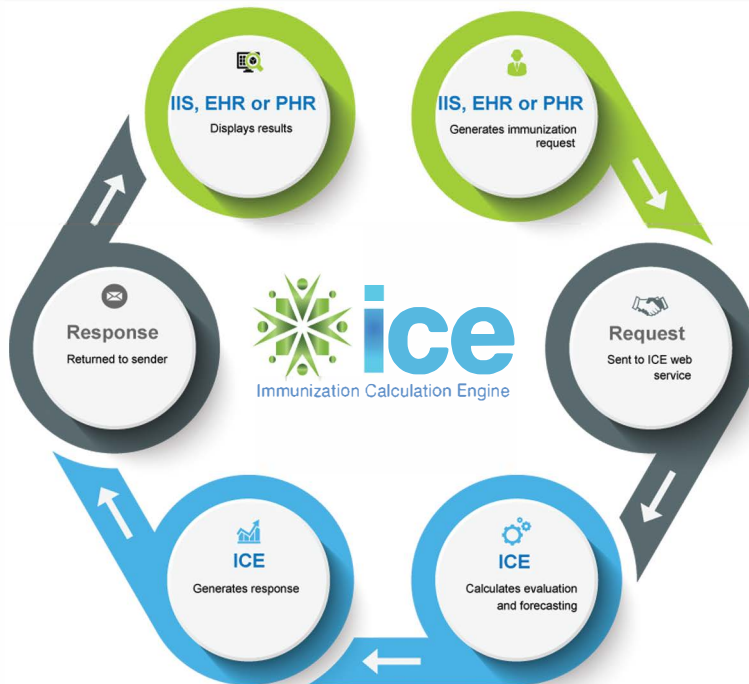 IIS, EHR or PHR
Displays results
IIS, EHR or PHR
Generates immunization
request
Response
Returned to sender
ice
Immunization Calculation Engine
Request
Sent to ICE web
service
ICE
Generates response
ICE
Calculates evaluation
and forecasting